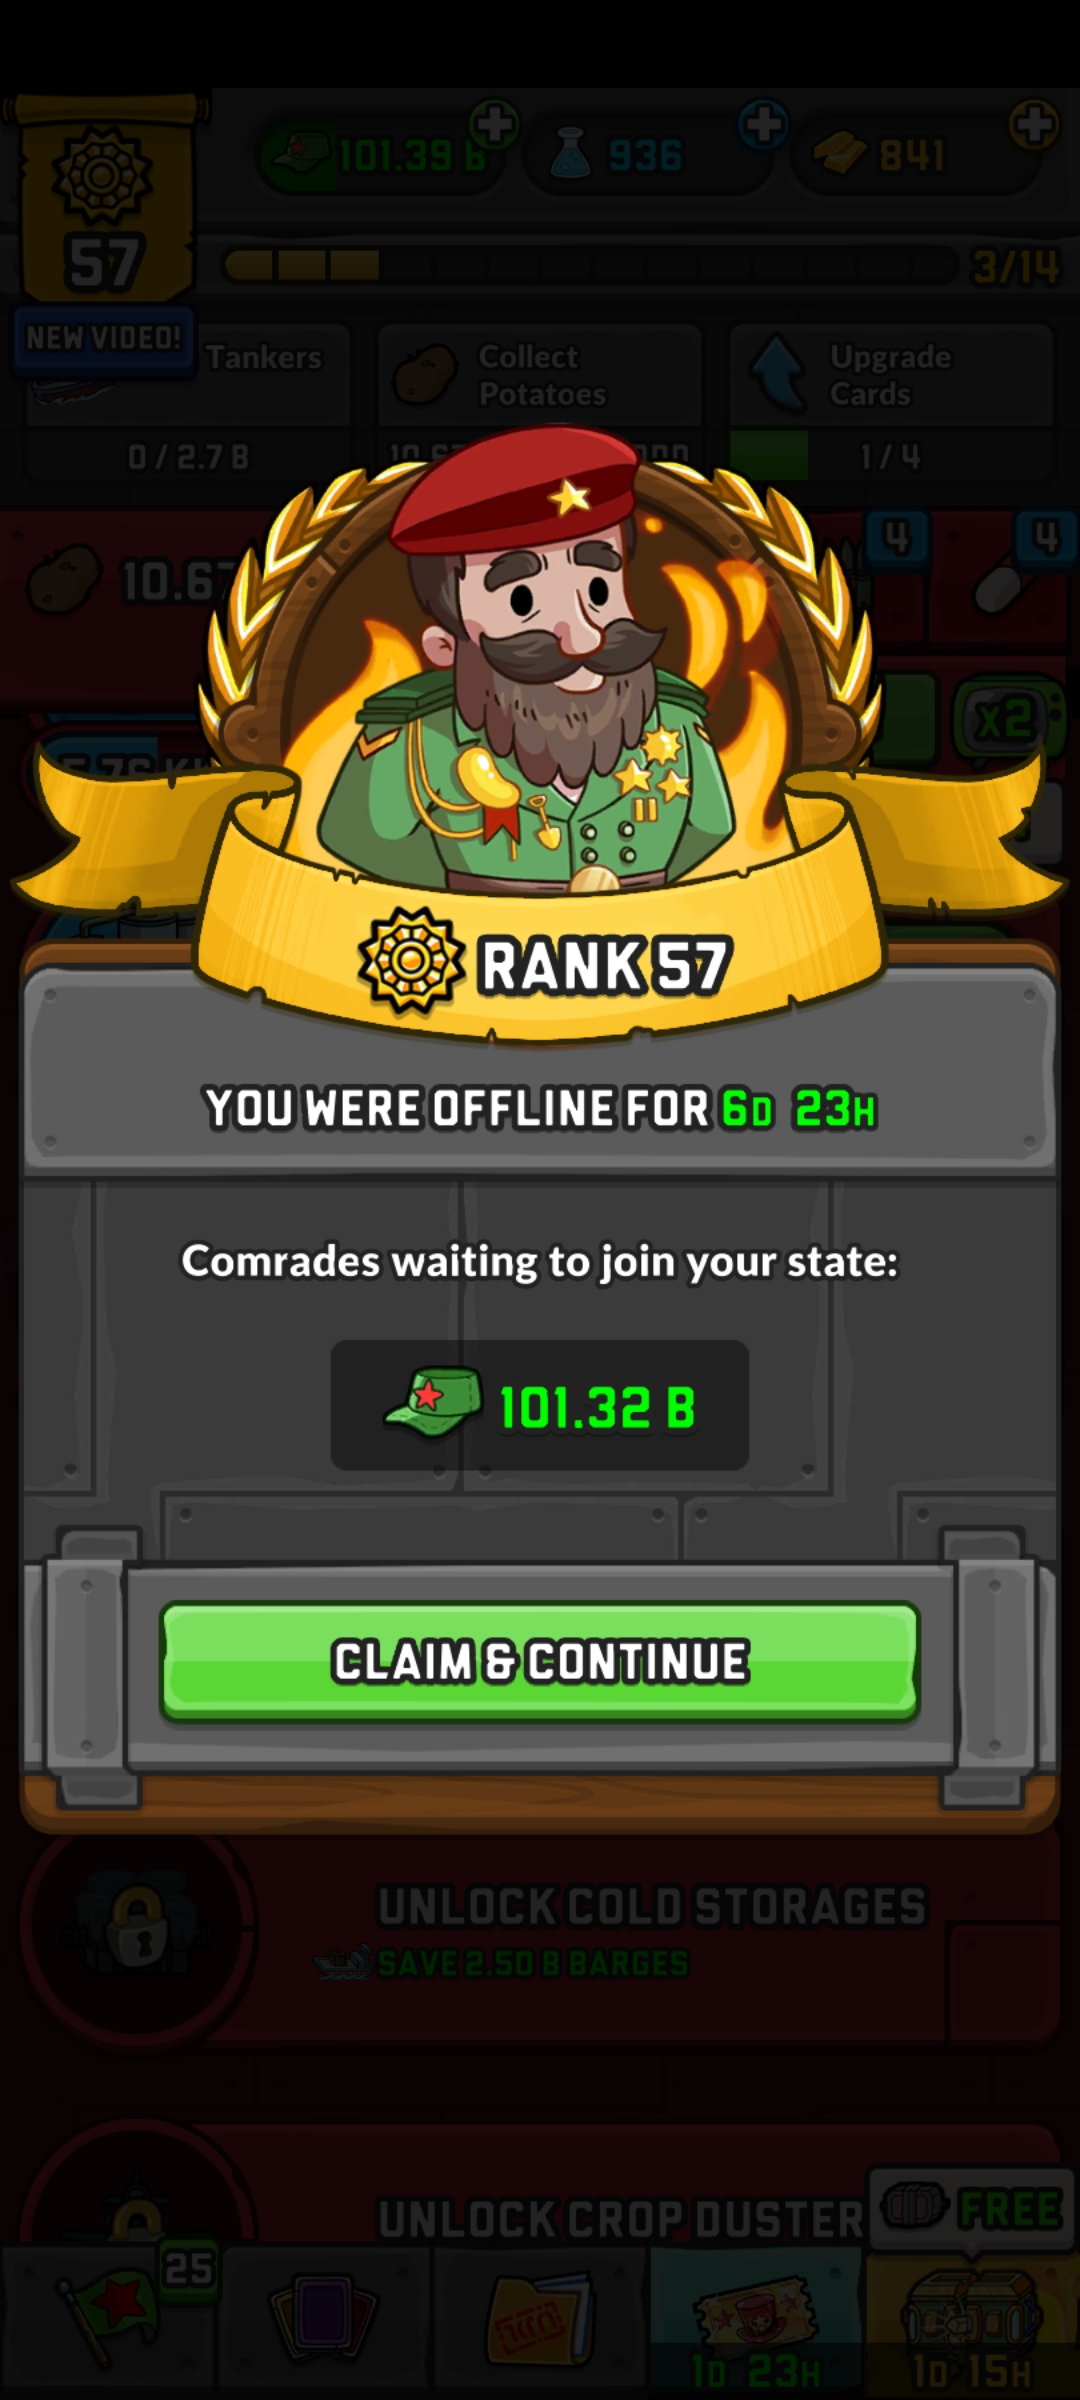 101.39 B
936
841
57
3/14
NEW VIDEO!
Tankers
Collect
Potatoes
Upgrade
Cards
0 / 2.7 B
1 / 4
4
4
x2
RANK 57
YOU WERE OFFLINE FOR 6D 23H
Comrades waiting to join your state:
101.32 B
CLAIM & CONTINUE
UNLOCK COLD STORAGES
SAVE 2.50 B BARGES
UNLOCK CROP DUSTER
FREE
25
1D 23H
1D 15H